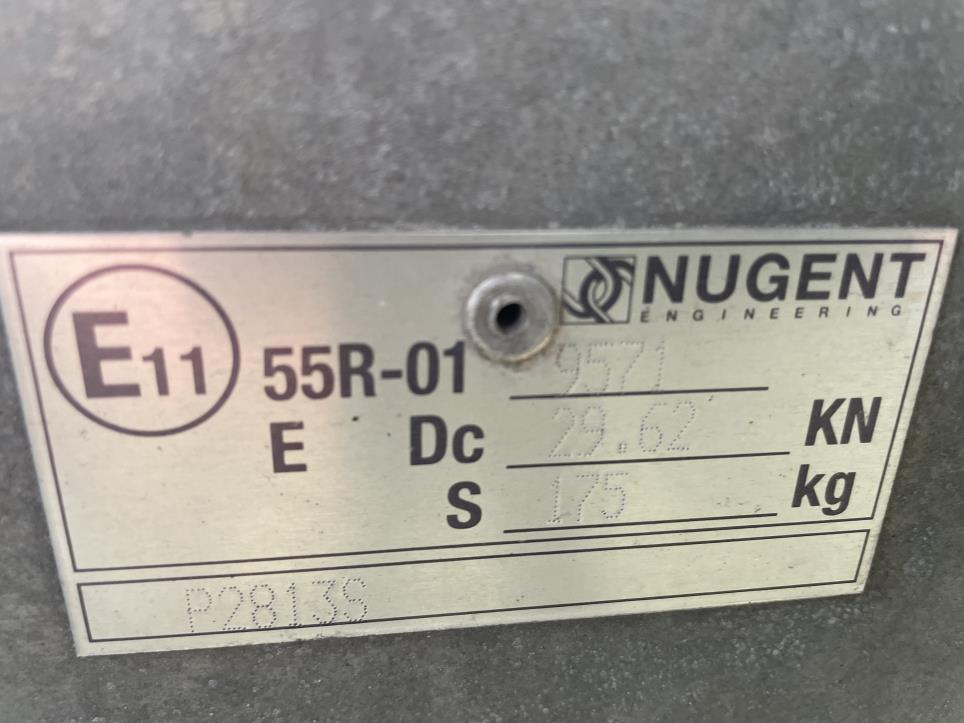 NUGENT
ENGINEERING
E11 55R-01 9571
E Dc 29.62 KN
S 175 kg
P2813S